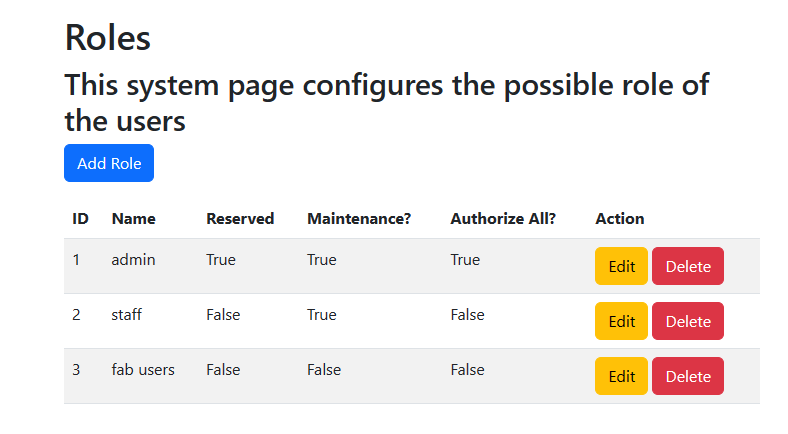 Roles
This system page configures the possible role of
the users
Add Role
ID Name Reserved Maintenance? Authorize All? Action
1 admin True True True Edit Delete
2 staff False True False Edit Delete
3 fab users False False False Edit Delete